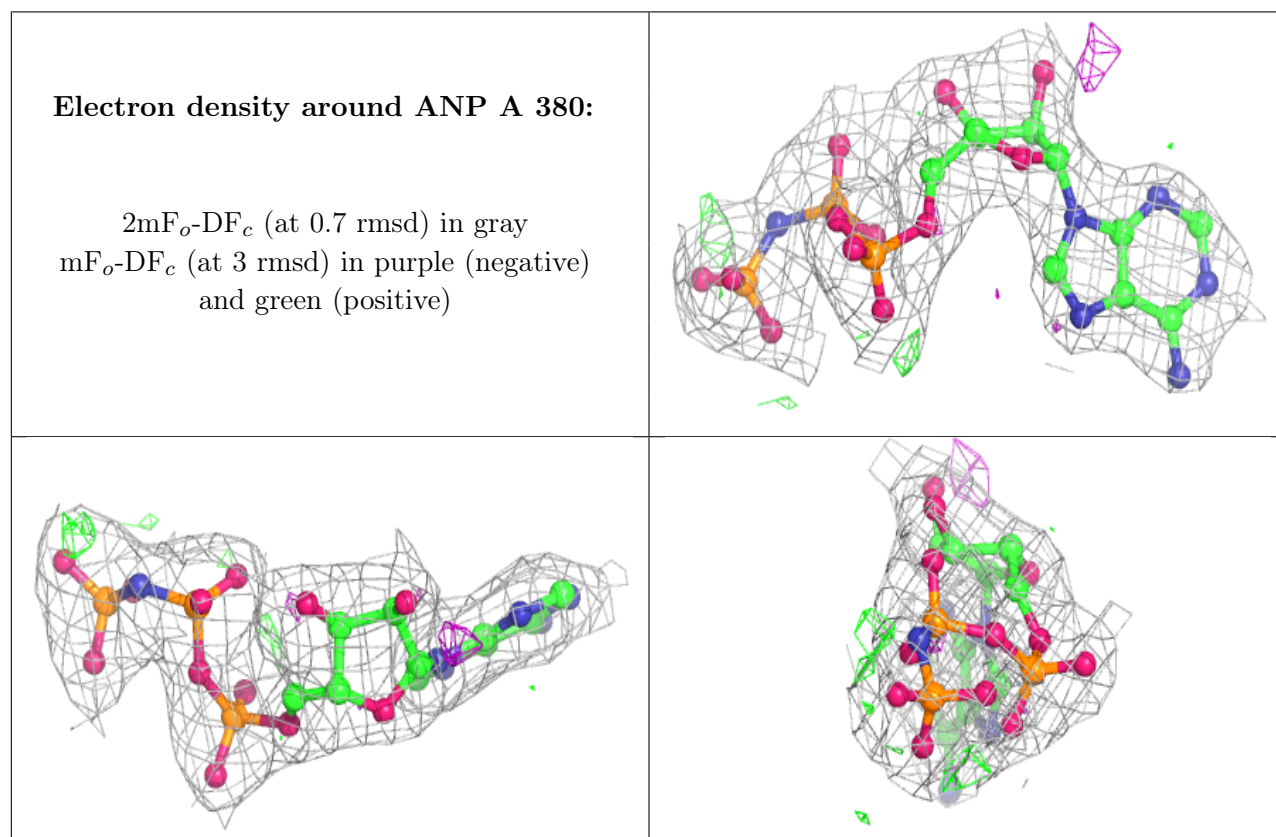 Electron density around ANP A 380:
2mFo-DFc (at 0.7 rmsd) in gray
mFo-DFc (at 3 rmsd) in purple (negative)
and green (positive)